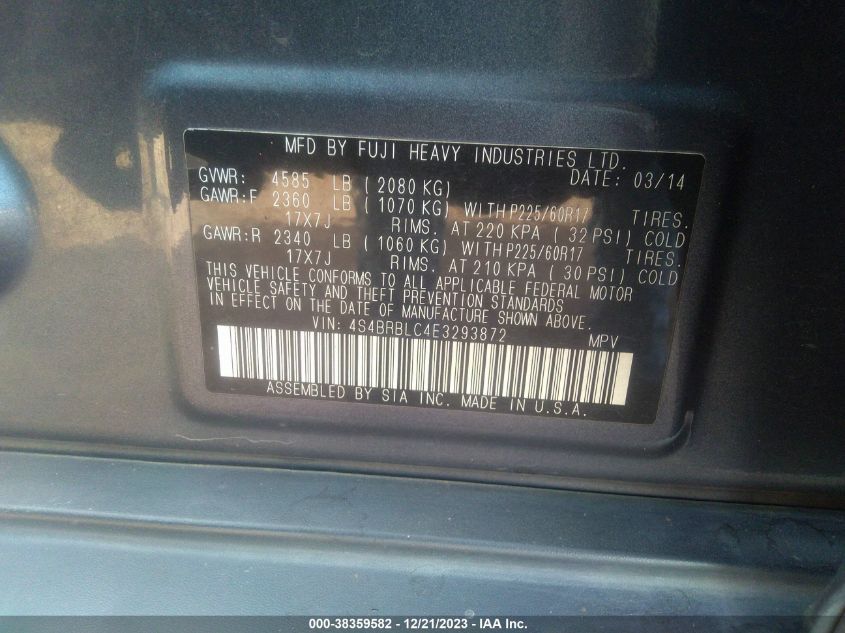 MFD BY FUJI HEAVY INDUSTRIES LTD.
GVWR: 4585 LB ( 2080 KG) DATE: 03/14
GAWR:F 2360 LB ( 1070 KG) WITH P225/60R17 TIRES.
17X7J RIMS. AT 220 KPA ( 32 PSI) COLD
GAWR:R 2340 LB ( 1060 KG) WITH P225/60R17 TIRES.
17X7J RIMS. AT 210 KPA ( 30 PSI) COLD
THIS VEHICLE CONFORMS TO ALL APPLICABLE FEDERAL MOTOR
VEHICLE SAFETY AND THEFT PREVENTION STANDARDS
IN EFFECT ON THE DATE OF MANUFACTURE SHOWN ABOVE.
VIN: 4S4BRBLC4E3293872 MPV
ASSEMBLED BY SIA INC. MADE IN U.S.A.
000-38359582 - 12/21/2023 - IAA Inc.